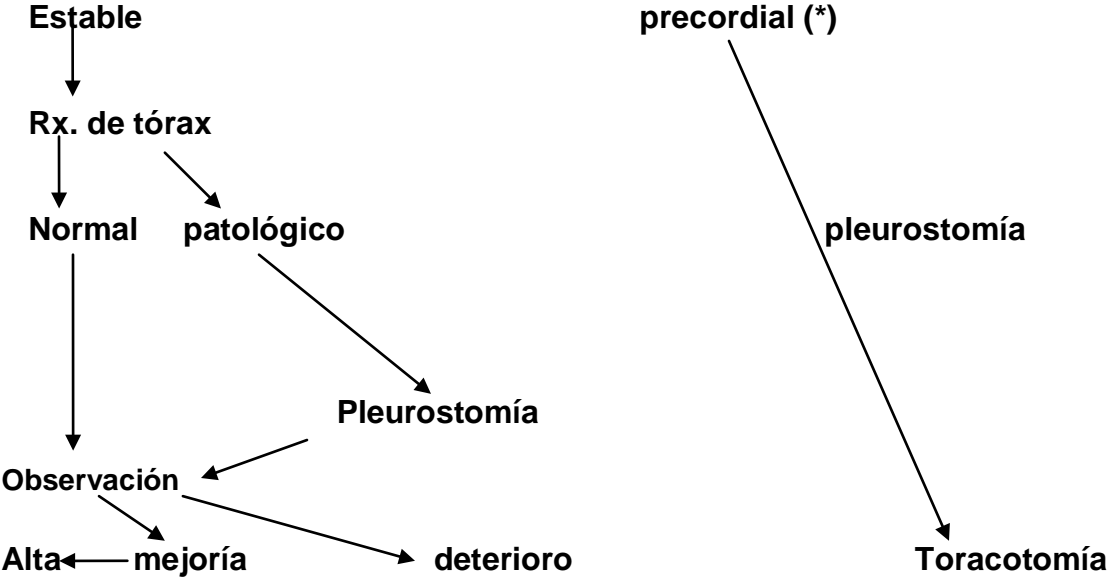 Estable precordial (*)
Rx. de tórax
Normal patológico pleurostomía
Pleurostomía
Observación
Alta mejoría deterioro Toracotomía